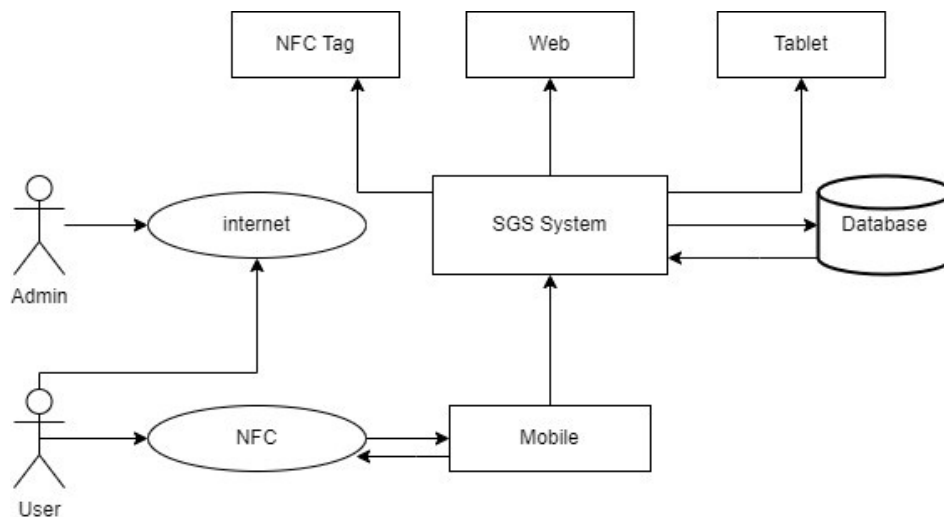 NFC Tag
Web
Tablet
internet
SGS System
Database
Admin
NFC
Mobile
User